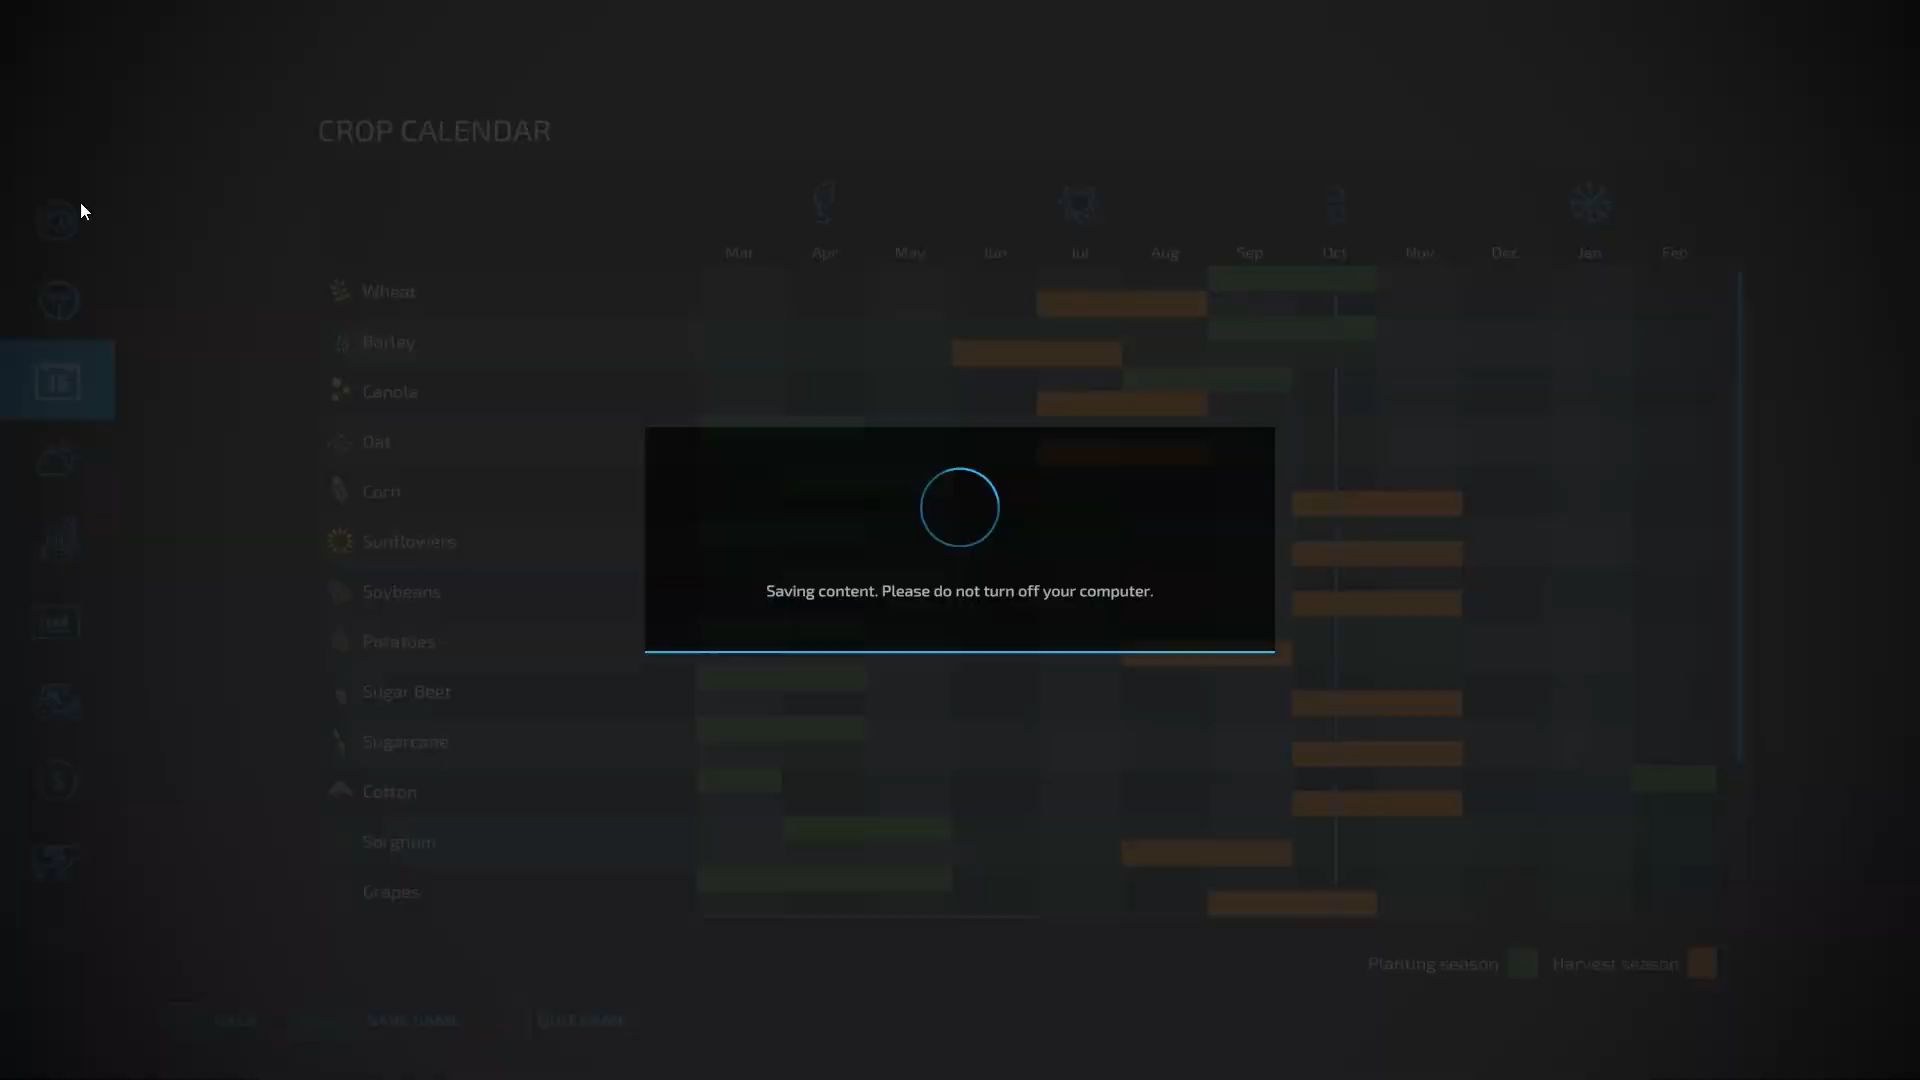 CROP CALENDAR
Mar Apr May Jun Jul Aug Sep Oct Nov Dec Jan Feb
Wheat
Barley
Canola
Oat
Corn
Sunflowers
Soybeans
Potatoes
Sugar Beet
Sugarcane
Cotton
Sorghum
Grapes
Saving content. Please do not turn off your computer.
Planting season Harvest season
BACK SAVE GAME QUIT GAME